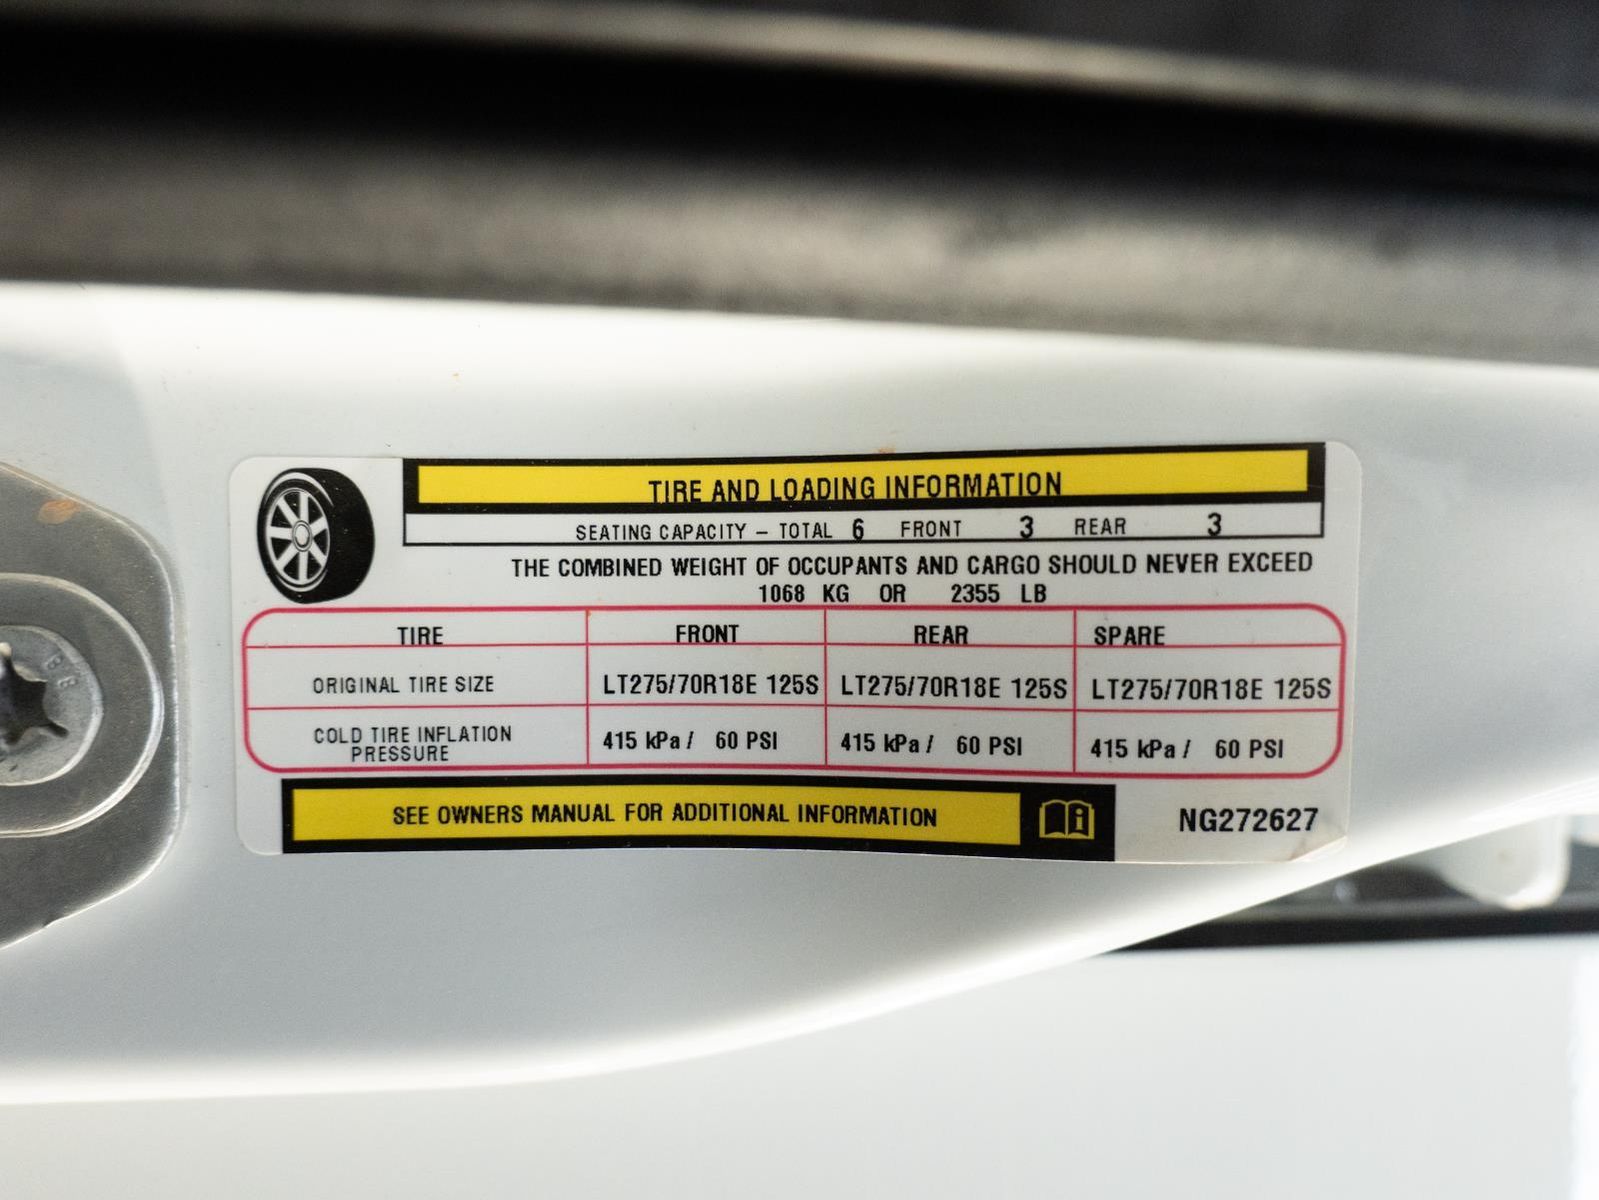 TIRE AND LOADING INFORMATION
SEATING CAPACITY – TOTAL 6 FRONT 3 REAR 3
THE COMBINED WEIGHT OF OCCUPANTS AND CARGO SHOULD NEVER EXCEED
1068 KG OR 2355 LB
TIRE FRONT REAR SPARE
ORIGINAL TIRE SIZE LT275/70R18E 125S LT275/70R18E 125S LT275/70R18E 125S
COLD TIRE INFLATION PRESSURE 415 kPa / 60 PSI 415 kPa / 60 PSI 415 kPa / 60 PSI
SEE OWNERS MANUAL FOR ADDITIONAL INFORMATION NG272627